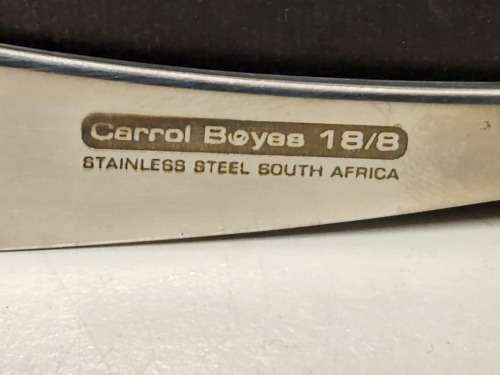 Carrol Boyes 18/8
STAINLESS STEEL SOUTH AFRICA